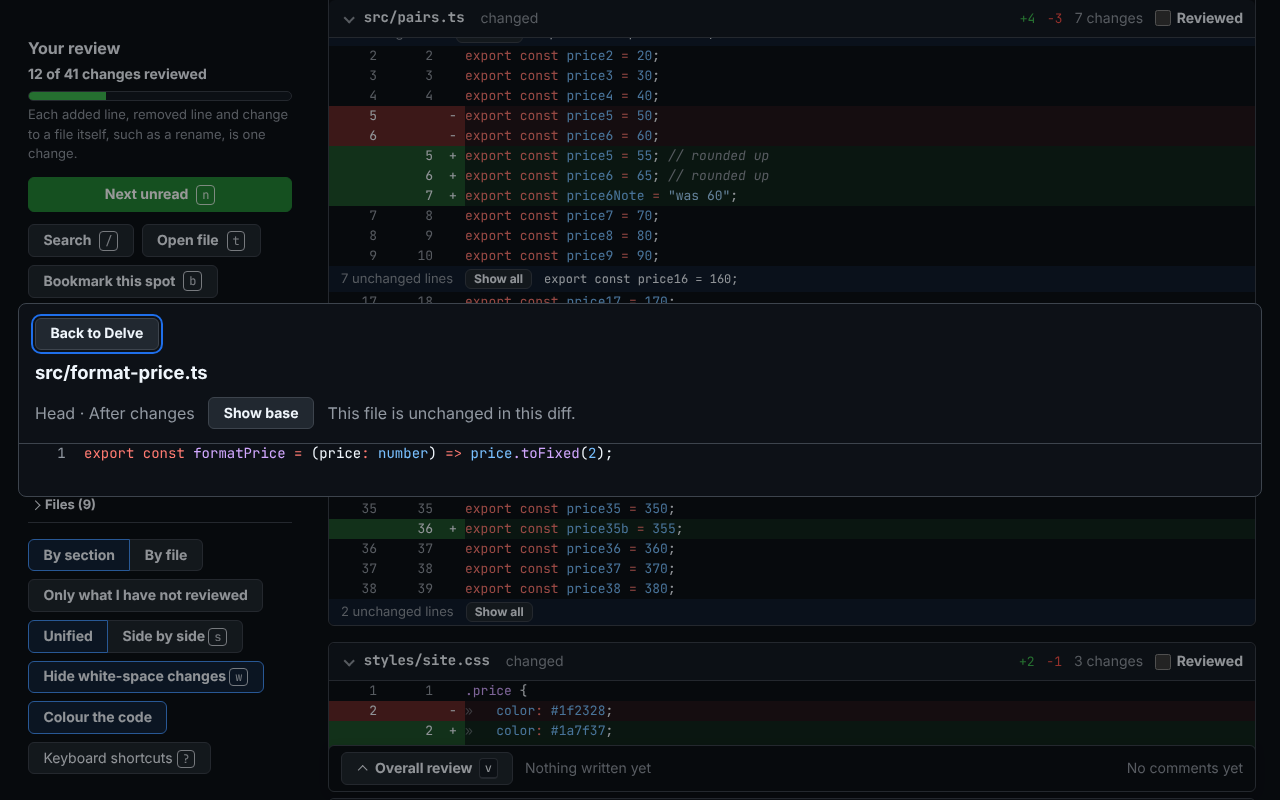 Your review
12 of 41 changes reviewed
Each added line, removed line and change
to a file itself, such as a rename, is one
change.
Next unread n
Search /
Open file t
Bookmark this spot b
src/pairs.ts changed +4 -3 7 changes Reviewed
2 2 export const price2 = 20;
3 3 export const price3 = 30;
4 4 export const price4 = 40;
5 - export const price5 = 50;
6 - export const price6 = 60;
5 + export const price5 = 55; // rounded up
6 + export const price6 = 65; // rounded up
7 + export const price6Note = "was 60";
7 8 export const price7 = 70;
8 9 export const price8 = 80;
9 10 export const price9 = 90;
7 unchanged lines Show all export const price16 = 160;
17 18 export const price17 = 170;
Back to Delve
src/format-price.ts
Head · After changes Show base This file is unchanged in this diff.
1 export const formatPrice = (price: number) => price.toFixed(2);
Files (9)
By section By file
Only what I have not reviewed
Unified Side by side s
Hide white-space changes w
Colour the code
Keyboard shortcuts ?
35 35 export const price35 = 350;
36 + export const price35b = 355;
36 37 export const price36 = 360;
37 38 export const price37 = 370;
38 39 export const price38 = 380;
2 unchanged lines Show all
styles/site.css changed +2 -1 3 changes Reviewed
1 1 .price {
2 - » color: #1f2328;
2 + » color: #1a7f37;
Overall review v Nothing written yet No comments yet